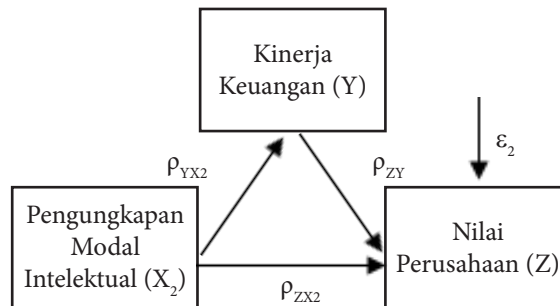 Kinerja
Keuangan (Y)
ε₂
ρYX2
ρZY
Pengungkapan
Modal
Intelektual (X₂)
Nilai
Perusahaan (Z)
ρZX2